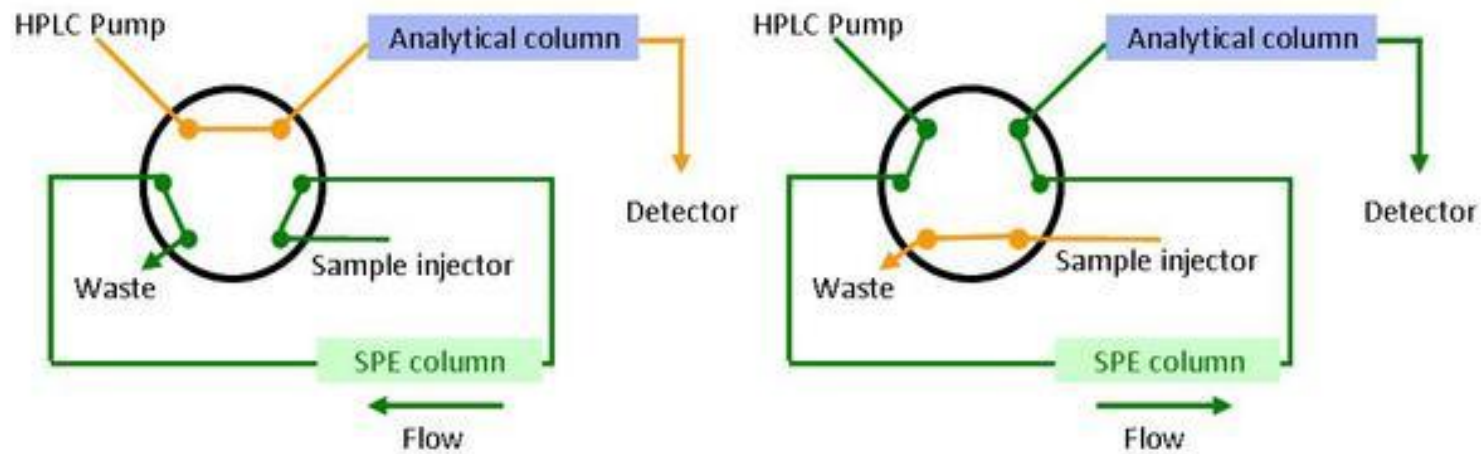 HPLC Pump
Analytical column
Detector
Sample injector
Waste
SPE column
Flow
HPLC Pump
Analytical column
Detector
Sample injector
Waste
SPE column
Flow